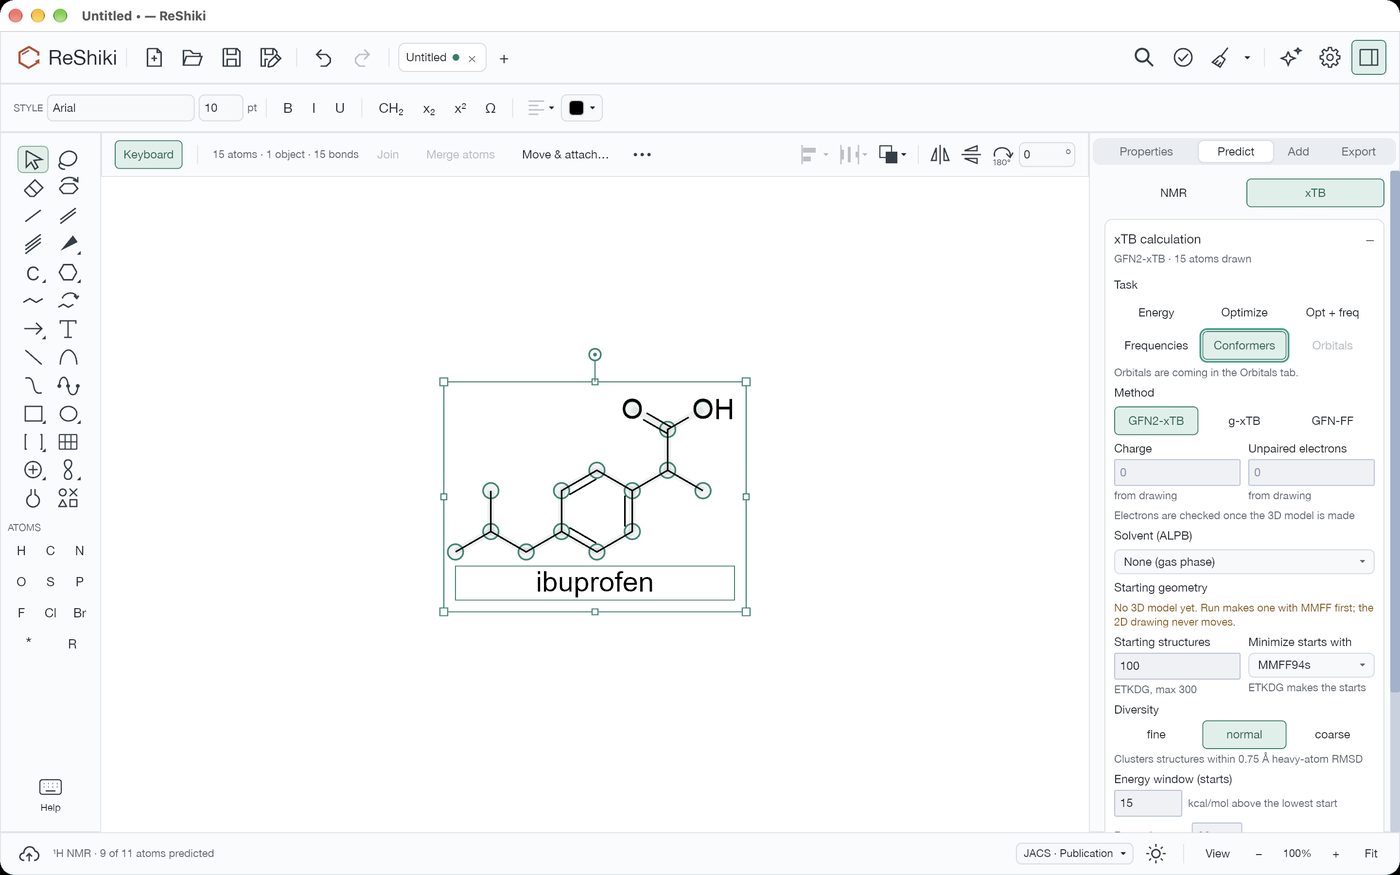 Untitled • — ReShiki
ReShiki
Untitled
STYLE Arial 10 pt B I U CH2 x2 x² Ω
Keyboard 15 atoms · 1 object · 15 bonds Join Merge atoms Move & attach... 180° 0 °
Properties Predict Add Export
NMR xTB
xTB calculation
GFN2-xTB · 15 atoms drawn
Task
Energy Optimize Opt + freq
Frequencies Conformers Orbitals
Orbitals are coming in the Orbitals tab.
Method
GFN2-xTB g-xTB GFN-FF
Charge Unpaired electrons
0 0
from drawing from drawing
Electrons are checked once the 3D model is made
Solvent (ALPB)
None (gas phase)
Starting geometry
No 3D model yet. Run makes one with MMFF first; the
2D drawing never moves.
Starting structures Minimize starts with
100 MMFF94s
ETKDG, max 300 ETKDG makes the starts
Diversity
fine normal coarse
Clusters structures within 0.75 Å heavy-atom RMSD
Energy window (starts)
15 kcal/mol above the lowest start
O OH
ibuprofen
C
T
ATOMS
H C N
O S P
F Cl Br
* R
Help
¹H NMR · 9 of 11 atoms predicted
JACS · Publication View − 100% + Fit